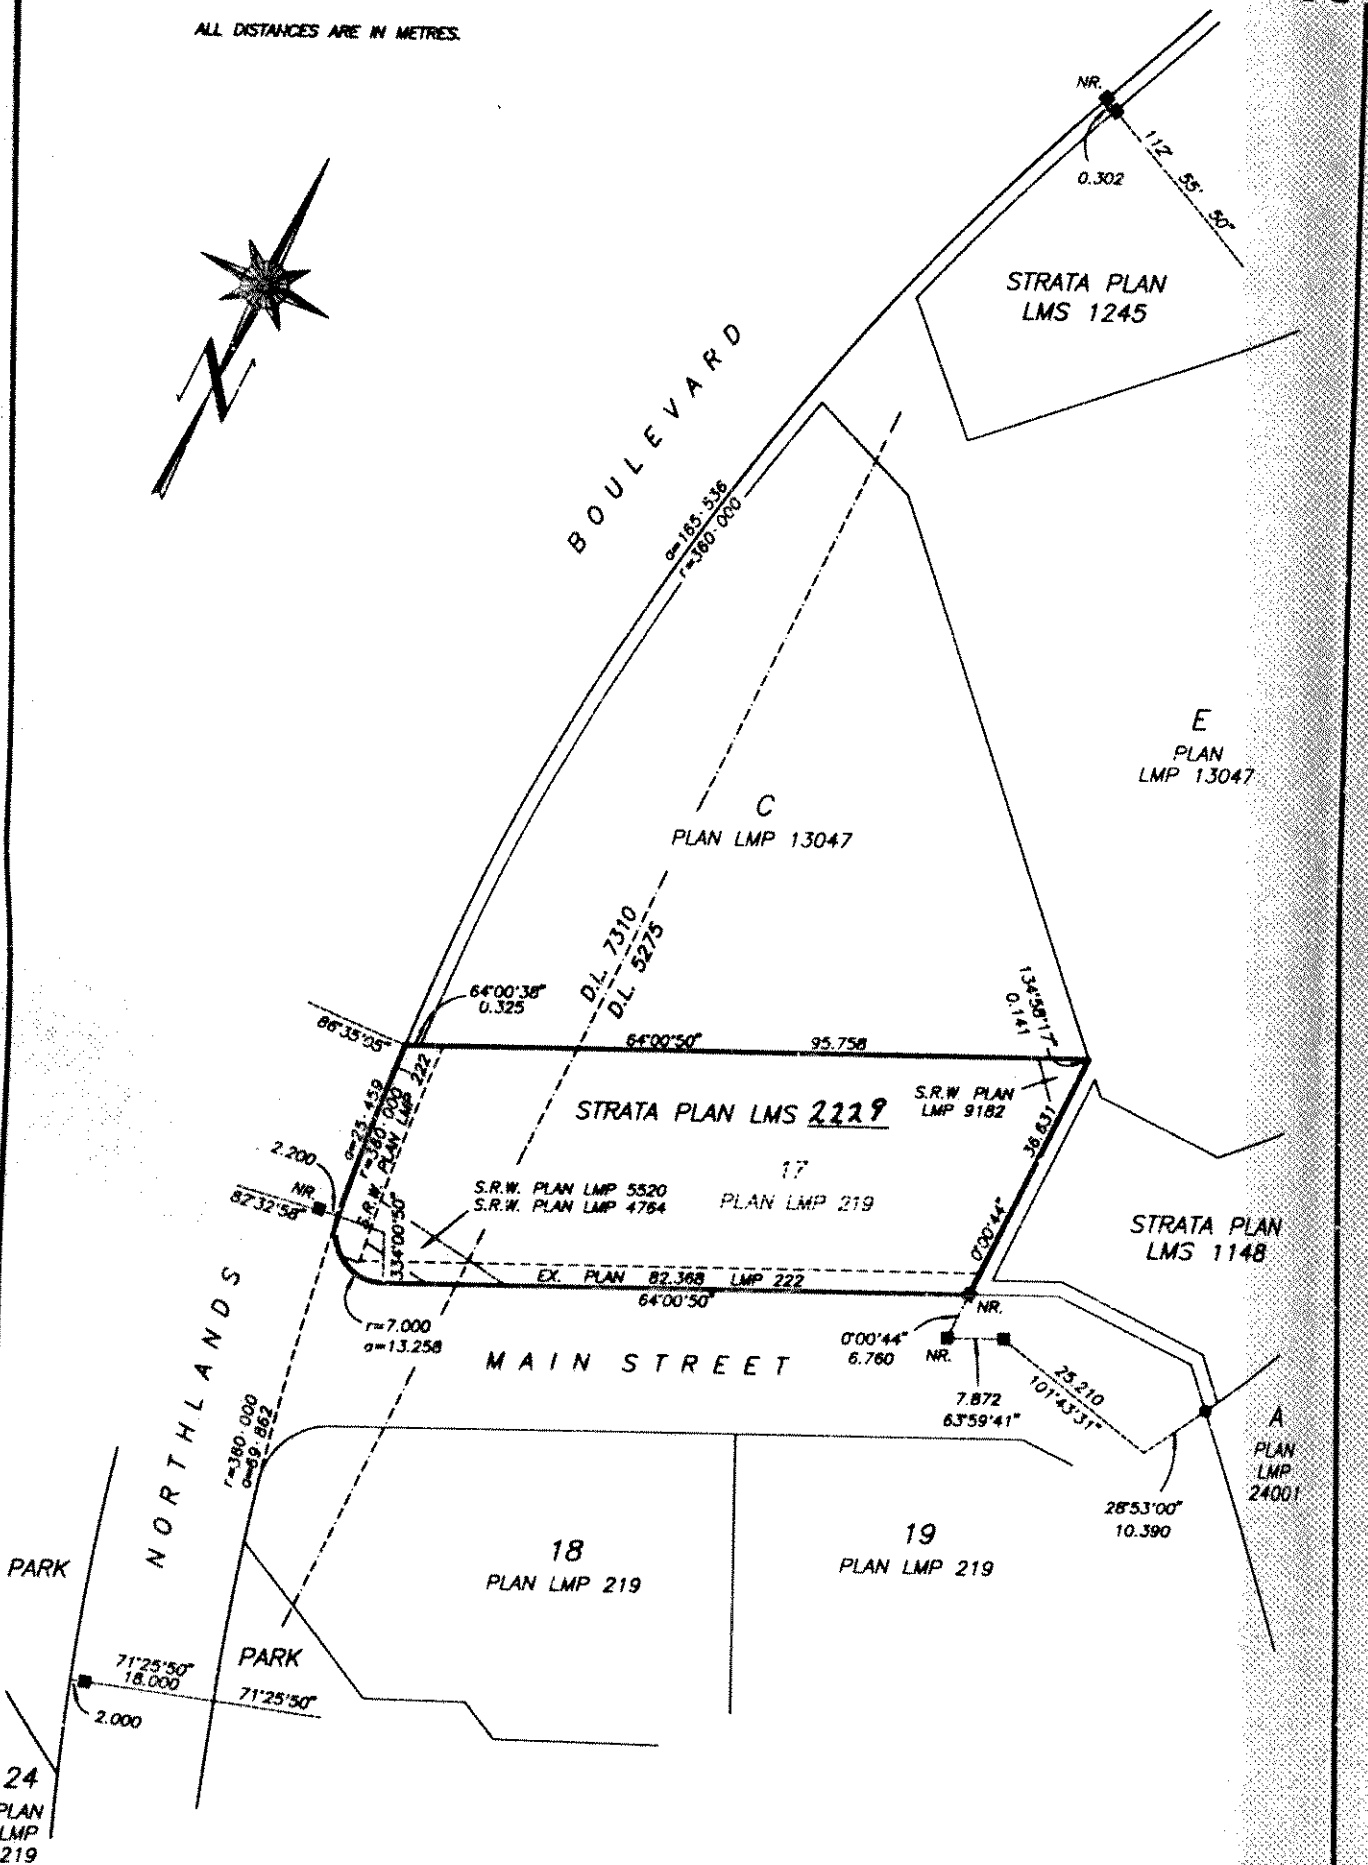 ALL DISTANCES ARE IN METRES.
NR.
0.302
112° 55' 50"
STRATA PLAN
LMS 1245
N
BOULEVARD
a=165.536
r=360.000
E
PLAN
LMP 13047
C
PLAN LMP 13047
D.L. 7310
D.L. 5275
64°00'38"
0.325
86°35'05"
134°58'17"
0.141
64°00'50" 95.758
S.R.W. PLAN
LMP 9182
STRATA PLAN LMS 2229
a=25.459
r=380.000
S.R.W. PLAN LMP 222
36.631
2.200
NR.
82°32'58"
17
PLAN LMP 219
S.R.W. PLAN LMP 5520
S.R.W. PLAN LMP 4764
334°00'50"
0°00'44"
STRATA PLAN
LMS 1148
EX. PLAN 82.368 LMP 222
64°00'50"
NR.
r=7.000
a=13.258
0°00'44"
6.760
NR.
MAIN STREET
7.872
63°59'41"
25.210
101°43'31"
NORTHLANDS
r=380.000
a=69.862
A
PLAN
LMP
24001
28°53'00"
10.390
18
PLAN LMP 219
19
PLAN LMP 219
PARK
PARK
71°25'50"
18.000
71°25'50"
2.000
24
PLAN
LMP
219